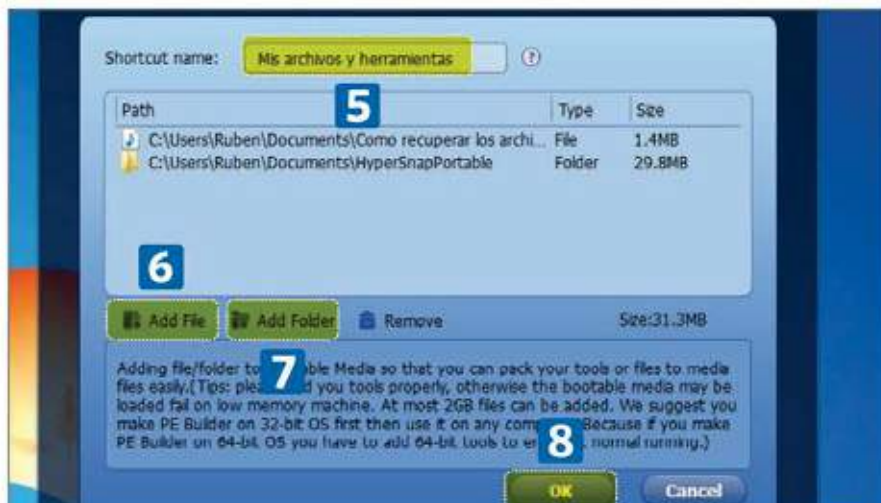 Shortcut name: Mis archivos y herramientas ?
5
Path Type Size
C:\Users\Ruben\Documents\Como recuperar los archi... File 1.4MB
C:\Users\Ruben\Documents\HyperSnapPortable Folder 29.8MB
6
Add File Add Folder Remove Size:31.3MB
7
Adding file/folder to able Media so that you can pack your tools or files to media
files easily.(Tips: you tools properly, otherwise the bootable media may be
loaded fail on low memory machine. At most 2GB files can be added. We suggest you
make PE Builder on 32-bit OS first then use it on any Because if you make
PE Builder on 64-bit OS you have to add 64-bit tools to normal running.)
8
OK Cancel